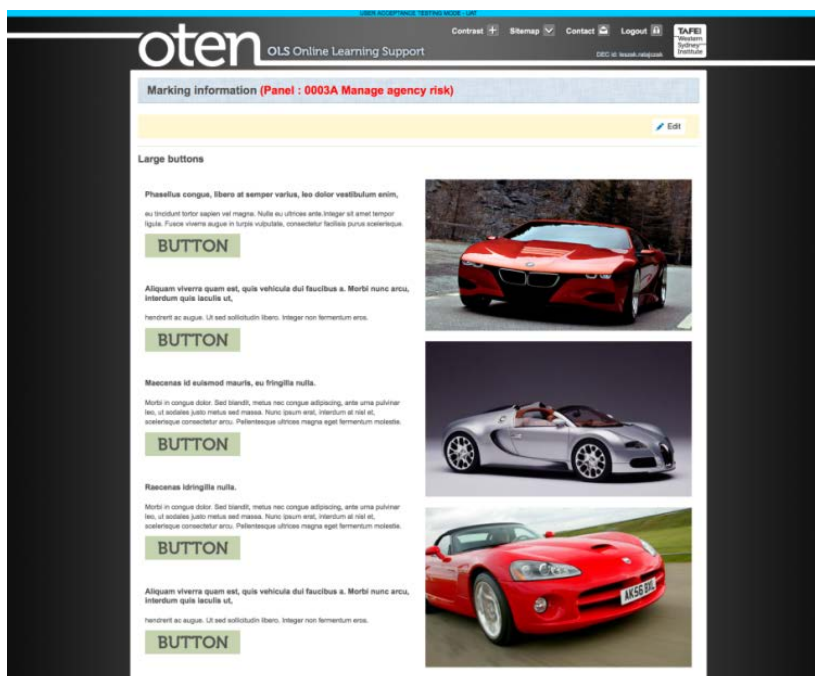 USER ACCEPTANCE TESTING MODE - UAT
Contrast
Sitemap
Contact
Logout
TAFE
Western
Sydney
Institute
oten
OLS Online Learning Support
DEC id:
Marking information (Panel : 0003A Manage agency risk)
Edit
Large buttons
Phasellus congue, libero at semper varius, leo dolor vestibulum enim,
eu tincidunt tortor sapien vel magna. Nulla eu ultrices ante.Integer sit amet tempor
ligula. Fusce viverra augue in turpis vulputate, consectetur facilisis purus scelerisque.
BUTTON
Aliquam viverra quam est, quis vehicula dui faucibus a. Morbi nunc arcu,
interdum quis iaculis ut,
hendrerit ac augue. Ut sed sollicitudin libero. Integer non fermentum eros.
BUTTON
Maecenas id euismod mauris, eu fringilla nulla.
Morbi in congue dolor. Sed blandit, metus nec congue adipiscing, ante urna pulvinar
leo, ut sodales justo metus sed massa. Nunc ipsum erat, interdum at nisl et,
scelerisque consectetur arcu. Pellentesque ultrices magna eget fermentum molestie.
BUTTON
Raecenas idringilla nulla.
Morbi in congue dolor. Sed blandit, metus nec congue adipiscing, ante urna pulvinar
leo, ut sodales justo metus sed massa. Nunc ipsum erat, interdum at nisl et,
scelerisque consectetur arcu. Pellentesque ultrices magna eget fermentum molestie.
BUTTON
AK56 BXL
Aliquam viverra quam est, quis vehicula dui faucibus a. Morbi nunc arcu,
interdum quis iaculis ut,
hendrerit ac augue. Ut sed sollicitudin libero. Integer non fermentum eros.
BUTTON